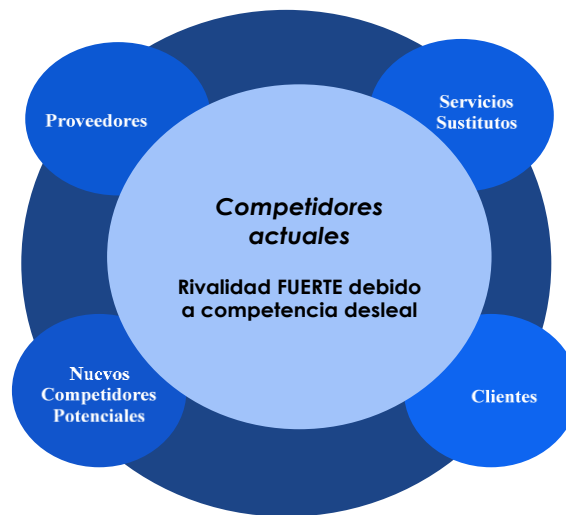 Proveedores
Servicios
Sustitutos
Competidores
actuales
Rivalidad FUERTE debido
a competencia desleal
Nuevos
Competidores
Potenciales
Clientes